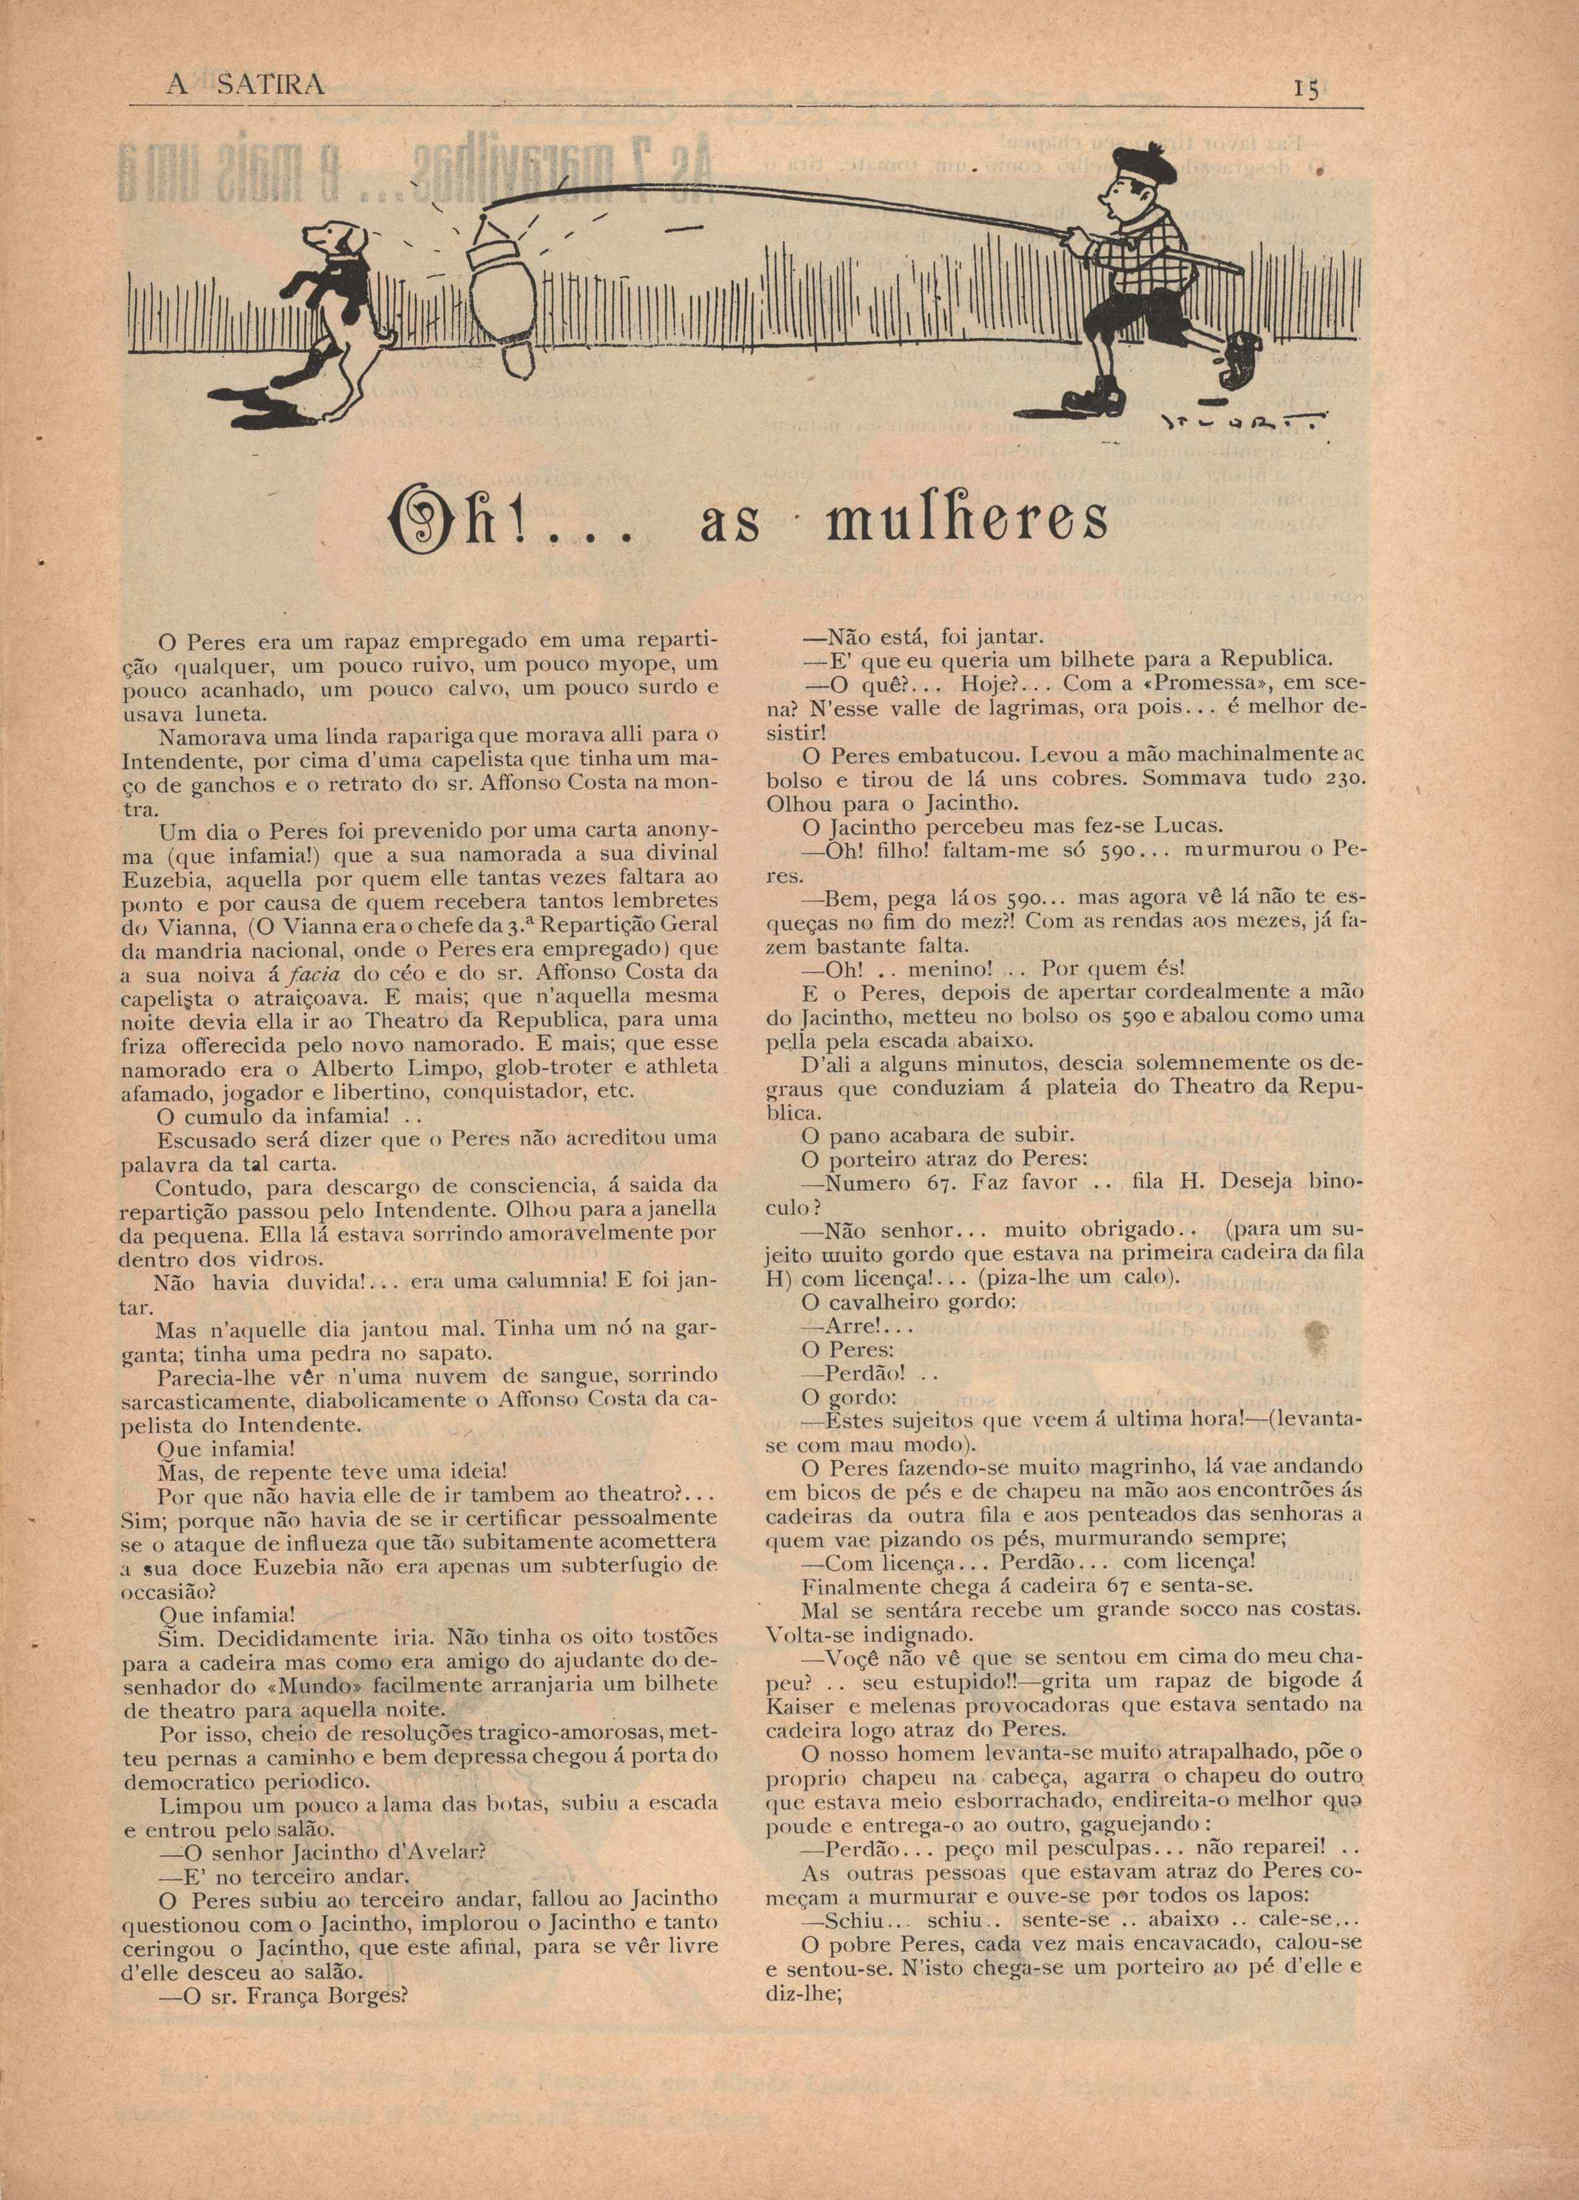 A SATIRA
15
Oh!... as mulheres
O Peres era um rapaz empregado em uma reparti-
ção qualquer, um pouco ruivo, um pouco myope, um
pouco acanhado, um pouco calvo, um pouco surdo e
usava luneta.
Namorava uma linda rapariga que morava alli para o
Intendente, por cima d'uma capelista que tinha um ma-
ço de ganchos e o retrato do sr. Affonso Costa na mon-
tra.
Um dia o Peres foi prevenido por uma carta anony-
ma (que infamia!) que a sua namorada a sua divinal
Euzebia, aquella por quem elle tantas vezes faltara ao
ponto e por causa de quem recebera tantos lembretes
do Vianna, (O Vianna era o chefe da 3.ª Repartição Geral
da mandria nacional, onde o Peres era empregado) que
a sua noiva á facia do céo e do sr. Affonso Costa da
capelista o atraiçoava. E mais; que n'aquella mesma
noite devia ella ir ao Theatro da Republica, para uma
friza offerecida pelo novo namorado. E mais; que esse
namorado era o Alberto Limpo, glob-troter e athleta
afamado, jogador e libertino, conquistador, etc.
O cumulo da infamia! ..
Escusado será dizer que o Peres não acreditou uma
palavra da tal carta.
Contudo, para descargo de consciencia, á saida da
repartição passou pelo Intendente. Olhou para a janella
da pequena. Ella lá estava sorrindo amoravelmente por
dentro dos vidros.
Não havia duvida!... era uma calumnia! E foi jan-
tar.
Mas n'aquelle dia jantou mal. Tinha um nó na gar-
ganta; tinha uma pedra no sapato.
Parecia-lhe vêr n'uma nuvem de sangue, sorrindo
sarcasticamente, diabolicamente o Affonso Costa da ca-
pelista do Intendente.
Que infamia!
Mas, de repente teve uma ideia!
Por que não havia elle de ir tambem ao theatro?...
Sim; porque não havia de se ir certificar pessoalmente
se o ataque de influeza que tão subitamente acomettera
a sua doce Euzebia não era apenas um subterfugio de
occasião?
Que infamia!
Sim. Decididamente iria. Não tinha os oito tostões
para a cadeira mas como era amigo do ajudante do de-
senhador do «Mundo» facilmente arranjaria um bilhete
de theatro para aquella noite.
Por isso, cheio de resoluções tragico-amorosas, met-
teu pernas a caminho e bem depressa chegou á porta do
democratico periodico.
Limpou um pouco a lama das botas, subiu a escada
e entrou pelo salão.
—O senhor Jacintho d'Avelar?
—E' no terceiro andar.
O Peres subiu ao terceiro andar, fallou ao Jacintho
questionou com o Jacintho, implorou o Jacintho e tanto
ceringou o Jacintho, que este afinal, para se vêr livre
d'elle desceu ao salão.
—O sr. França Borges?
—Não está, foi jantar.
—E' que eu queria um bilhete para a Republica.
—O quê?... Hoje?... Com a «Promessa», em sce-
na? N'esse valle de lagrimas, ora pois... é melhor de-
sistir!
O Peres embatucou. Levou a mão machinalmente ac
bolso e tirou de lá uns cobres. Sommava tudo 230.
Olhou para o Jacintho.
O Jacintho percebeu mas fez-se Lucas.
—Oh! filho! faltam-me só 590... murmurou o Pe-
res.
—Bem, pega lá os 590... mas agora vê lá não te es-
queças no fim do mez?! Com as rendas aos mezes, já fa-
zem bastante falta.
—Oh! .. menino! .. Por quem és!
E o Peres, depois de apertar cordealmente a mão
do Jacintho, metteu no bolso os 590 e abalou como uma
pella pela escada abaixo.
D'ali a alguns minutos, descia solemnemente os de-
graus que conduziam á plateia do Theatro da Repu-
blica.
O pano acabara de subir.
O porteiro atraz do Peres:
—Numero 67. Faz favor .. fila H. Deseja bino-
culo?
—Não senhor... muito obrigado.. (para um su-
jeito muito gordo que estava na primeira cadeira da fila
H) com licença!... (piza-lhe um calo).
O cavalheiro gordo:
—Arre!...
O Peres:
—Perdão! ..
O gordo:
—Estes sujeitos que veem á ultima hora!—(levanta-
se com mau modo).
O Peres fazendo-se muito magrinho, lá vae andando
em bicos de pés e de chapeu na mão aos encontrões ás
cadeiras da outra fila e aos penteados das senhoras a
quem vae pizando os pés, murmurando sempre;
—Com licença... Perdão... com licença!
Finalmente chega á cadeira 67 e senta-se.
Mal se sentára recebe um grande socco nas costas.
Volta-se indignado.
—Voçê não vê que se sentou em cima do meu cha-
peu? .. seu estupido!!—grita um rapaz de bigode á
Kaiser e melenas provocadoras que estava sentado na
cadeira logo atraz do Peres.
O nosso homem levanta-se muito atrapalhado, põe o
proprio chapeu na cabeça, agarra o chapeu do outro
que estava meio esborrachado, endireita-o melhor que
poude e entrega-o ao outro, gaguejando :
—Perdão... peço mil pesculpas... não reparei! ..
As outras pessoas que estavam atraz do Peres co-
meçam a murmurar e ouve-se por todos os lapos:
—Schiu... schiu.. sente-se .. abaixo .. cale-se...
O pobre Peres, cada vez mais encavacado, calou-se
e sentou-se. N'isto chega-se um porteiro ao pé d'elle e
diz-lhe;